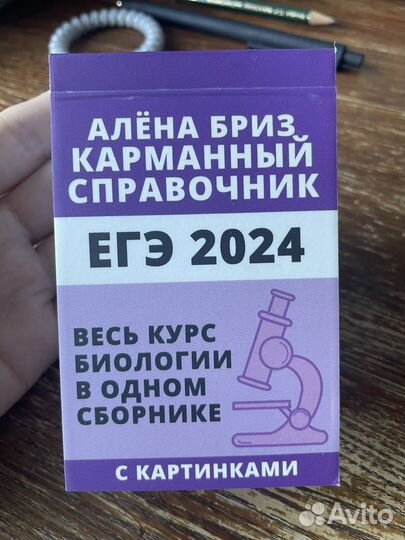 АЛЁНА БРИЗ
КАРМАННЫЙ
СПРАВОЧНИК
ЕГЭ 2024
ВЕСЬ КУРС
БИОЛОГИИ
В ОДНОМ
СБОРНИКЕ
С КАРТИНКАМИ
Avito